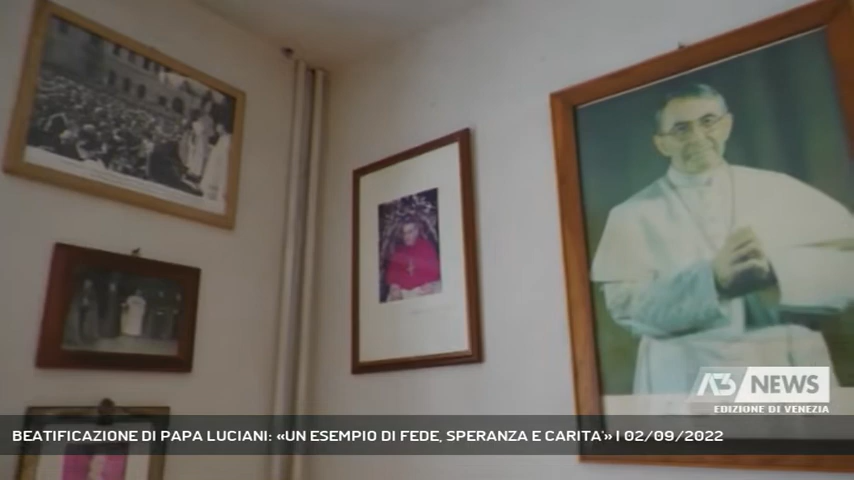 A3 NEWS
EDIZIONE DI VENEZIA
BEATIFICAZIONE DI PAPA LUCIANI: «UN ESEMPIO DI FEDE, SPERANZA E CARITA'» | 02/09/2022